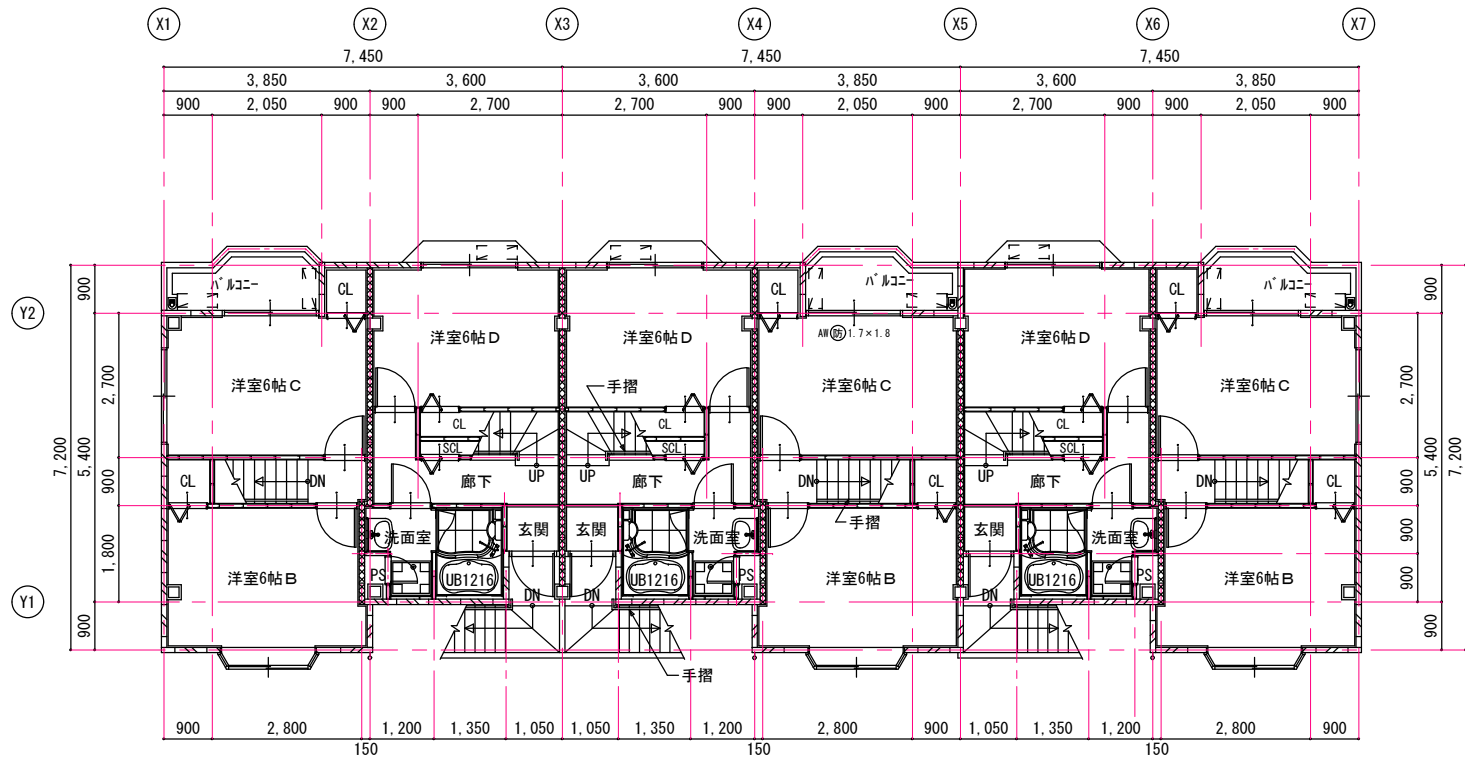 X1 X2 X3 X4 X5 X6 X7
7,450 7,450 7,450
3,850 3,600 3,600 3,850 3,600 3,850
900 2,050 900 900 2,700 2,700 900 900 2,050 900 2,700 900 900 2,050 900
Y2
Y1
7,200
900
5,400
900
2,700
900
1,800
バルコニー CL CL バルコニー CL バルコニー
洋室6帖D 洋室6帖D AW防1.7×1.8 洋室6帖D
洋室6帖C 手摺 洋室6帖C 洋室6帖C
CL CL CL
SCL SCL SCL
CL DN UP UP DN CL UP DN CL
廊下 廊下 廊下
手摺
洗面室 玄関 玄関 洗面室 玄関 洗面室
洋室6帖B PS UB1216 UB1216 PS 洋室6帖B UB1216 PS 洋室6帖B
DN DN DN
手摺
900
2,700
900
900
900
5,400
900
7,200
900 2,800 1,200 1,350 1,050 1,050 1,350 1,200 2,800 900 1,050 1,350 1,200 2,800 900
150 150 150